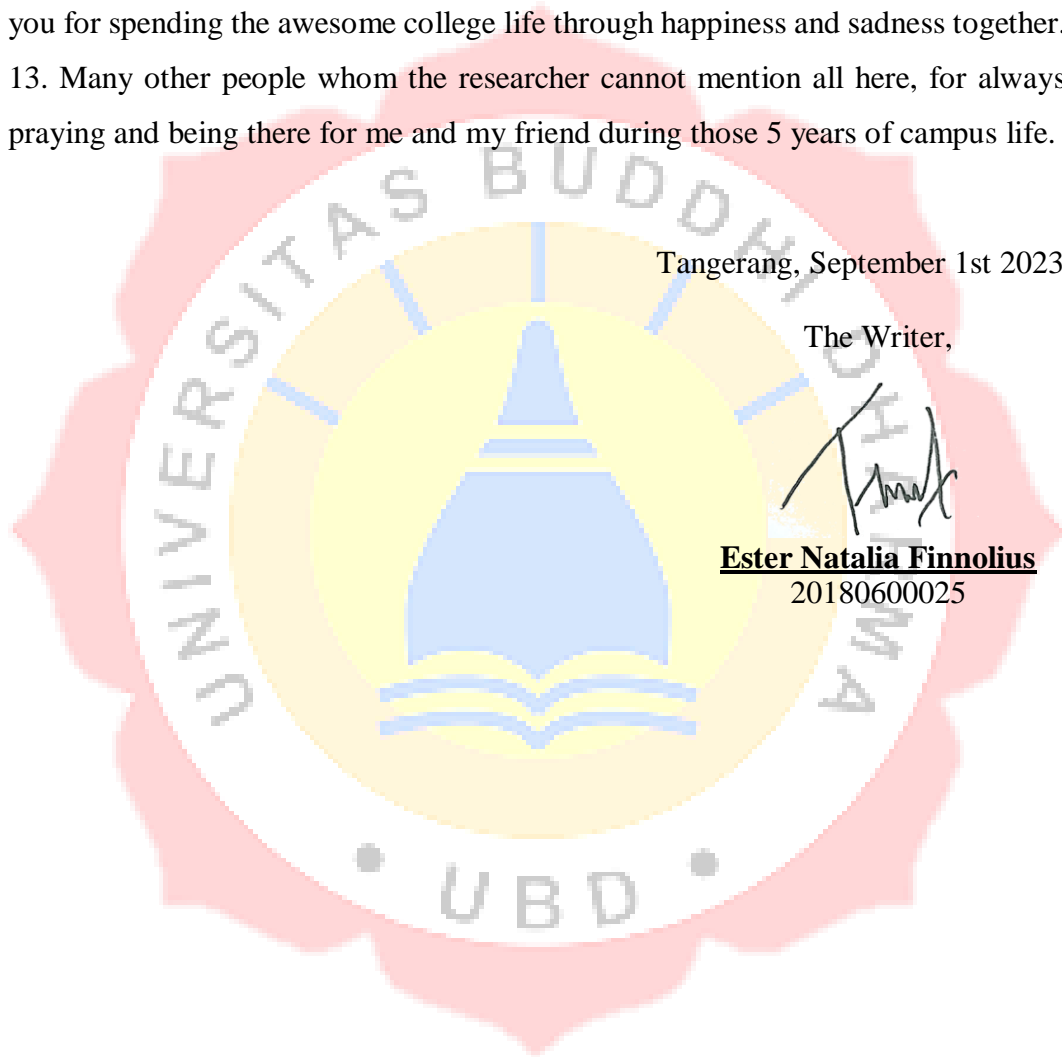 you for spending the awesome college life through happiness and sadness together.
13. Many other people whom the researcher cannot mention all here, for always
praying and being there for me and my friend during those 5 years of campus life.
UNIVERSITAS BUDDHI DHARMA
Tangerang, September 1st 2023
The Writer,
Ester Natalia Finnolius
20180600025
• UBD •